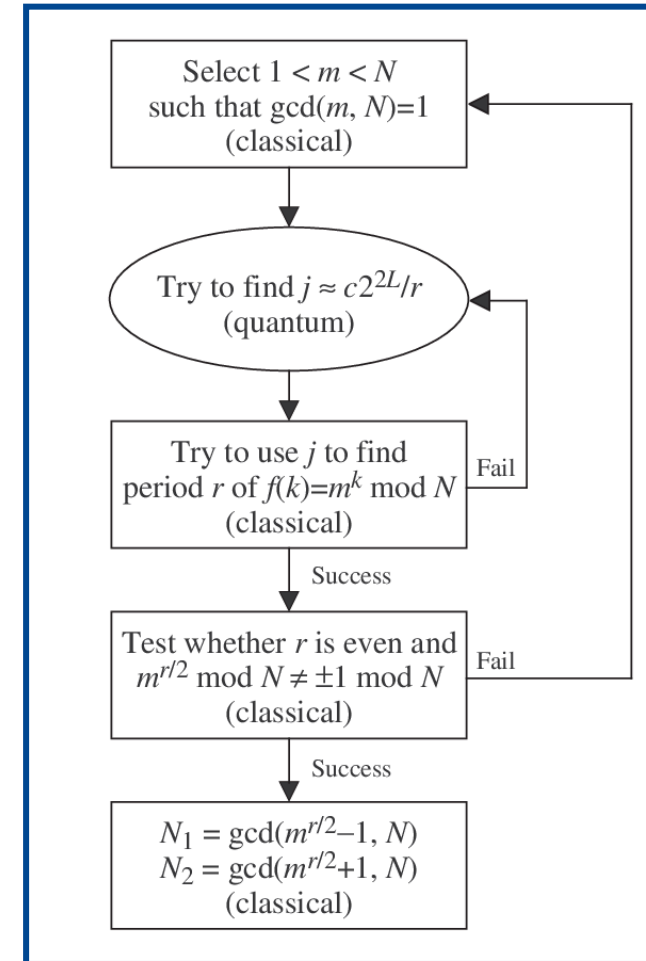 Select 1 < m < N
such that gcd(m, N)=1
(classical)
Try to find j ≈ c2²ᴸ/r
(quantum)
Try to use j to find
period r of f(k)=mᵏ mod N
(classical)
Fail
Success
Test whether r is even and
m^{r/2} mod N ≠ ±1 mod N
(classical)
Fail
Success
N₁ = gcd(m^{r/2}–1, N)
N₂ = gcd(m^{r/2}+1, N)
(classical)